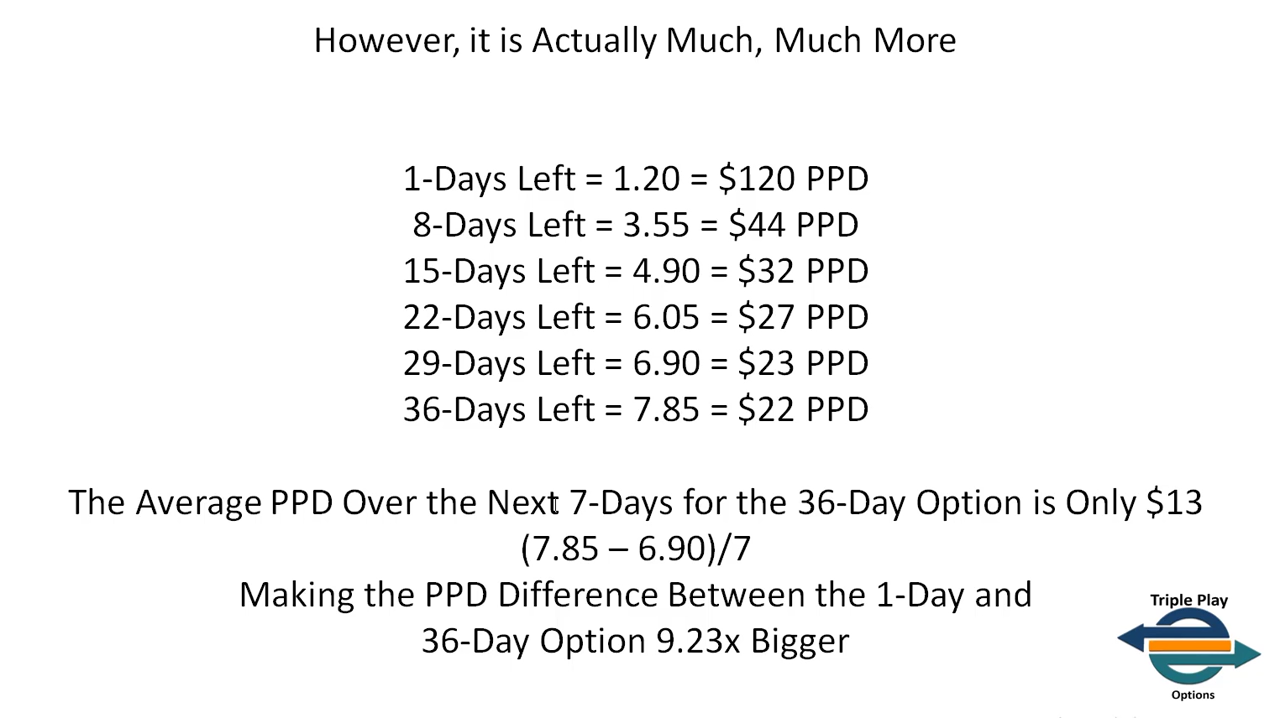 However, it is Actually Much, Much More
1-Days Left = 1.20 = $120 PPD
8-Days Left = 3.55 = $44 PPD
15-Days Left = 4.90 = $32 PPD
22-Days Left = 6.05 = $27 PPD
29-Days Left = 6.90 = $23 PPD
36-Days Left = 7.85 = $22 PPD
The Average PPD Over the Next 7-Days for the 36-Day Option is Only $13
(7.85 – 6.90)/7
Making the PPD Difference Between the 1-Day and
36-Day Option 9.23x Bigger
Triple Play
Options